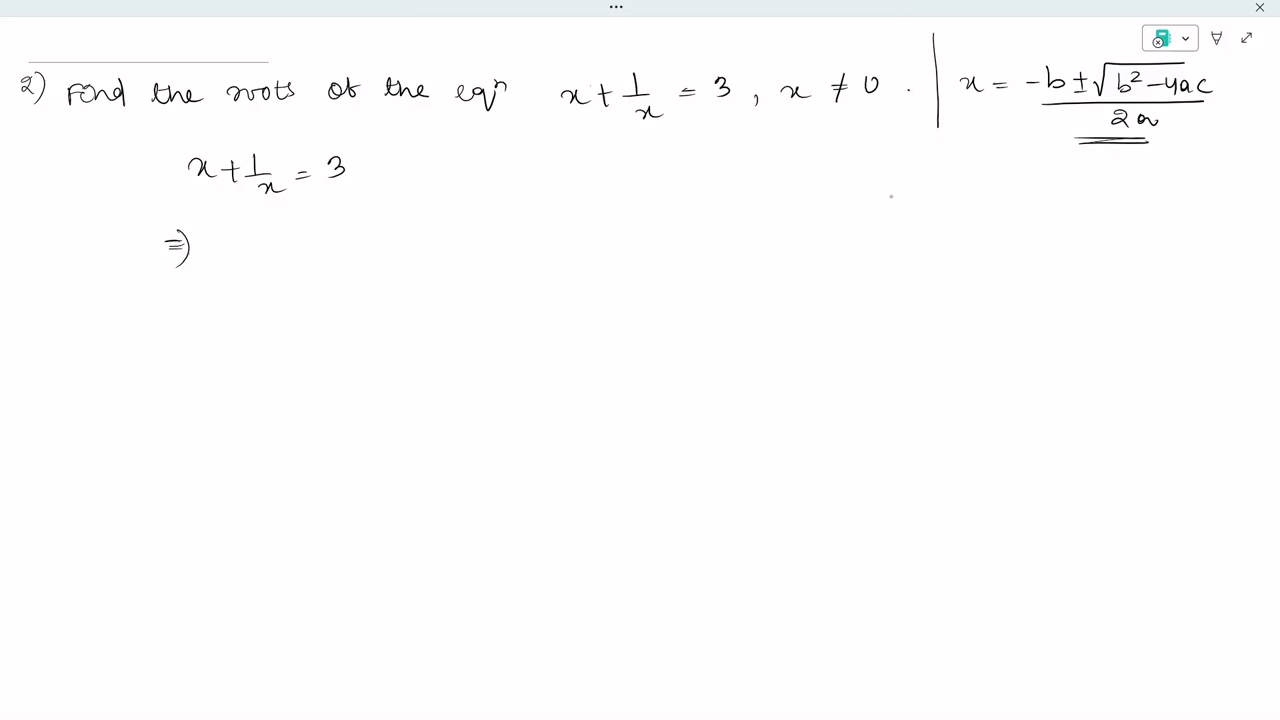 2) Find the roots of the eqn x + 1/x = 3, x ≠ 0.
x = -b ± √(b² - 4ac) / 2a
x + 1/x = 3
⇒